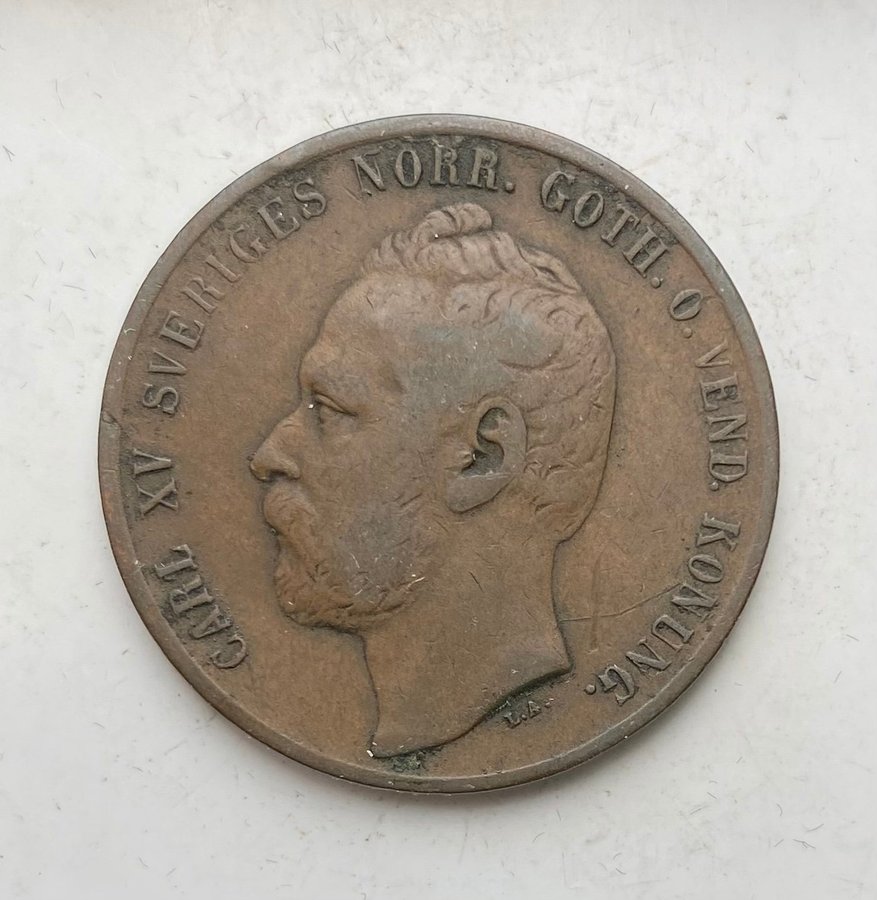 CARL XV SVERIGES NORR. GOTH. O. VEND. KONUNG.
L.A.